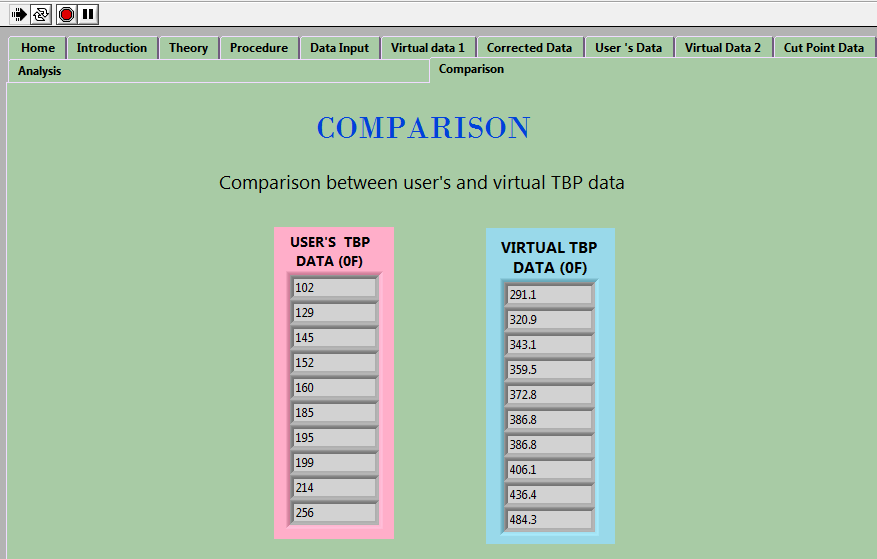 Home Introduction Theory Procedure Data Input Virtual data 1 Corrected Data User 's Data Virtual Data 2 Cut Point Data
Analysis Comparison
COMPARISON
Comparison between user's and virtual TBP data
USER'S TBP
DATA (0F)
102
129
145
152
160
185
195
199
214
256
VIRTUAL TBP
DATA (0F)
291.1
320.9
343.1
359.5
372.8
386.8
386.8
406.1
436.4
484.3